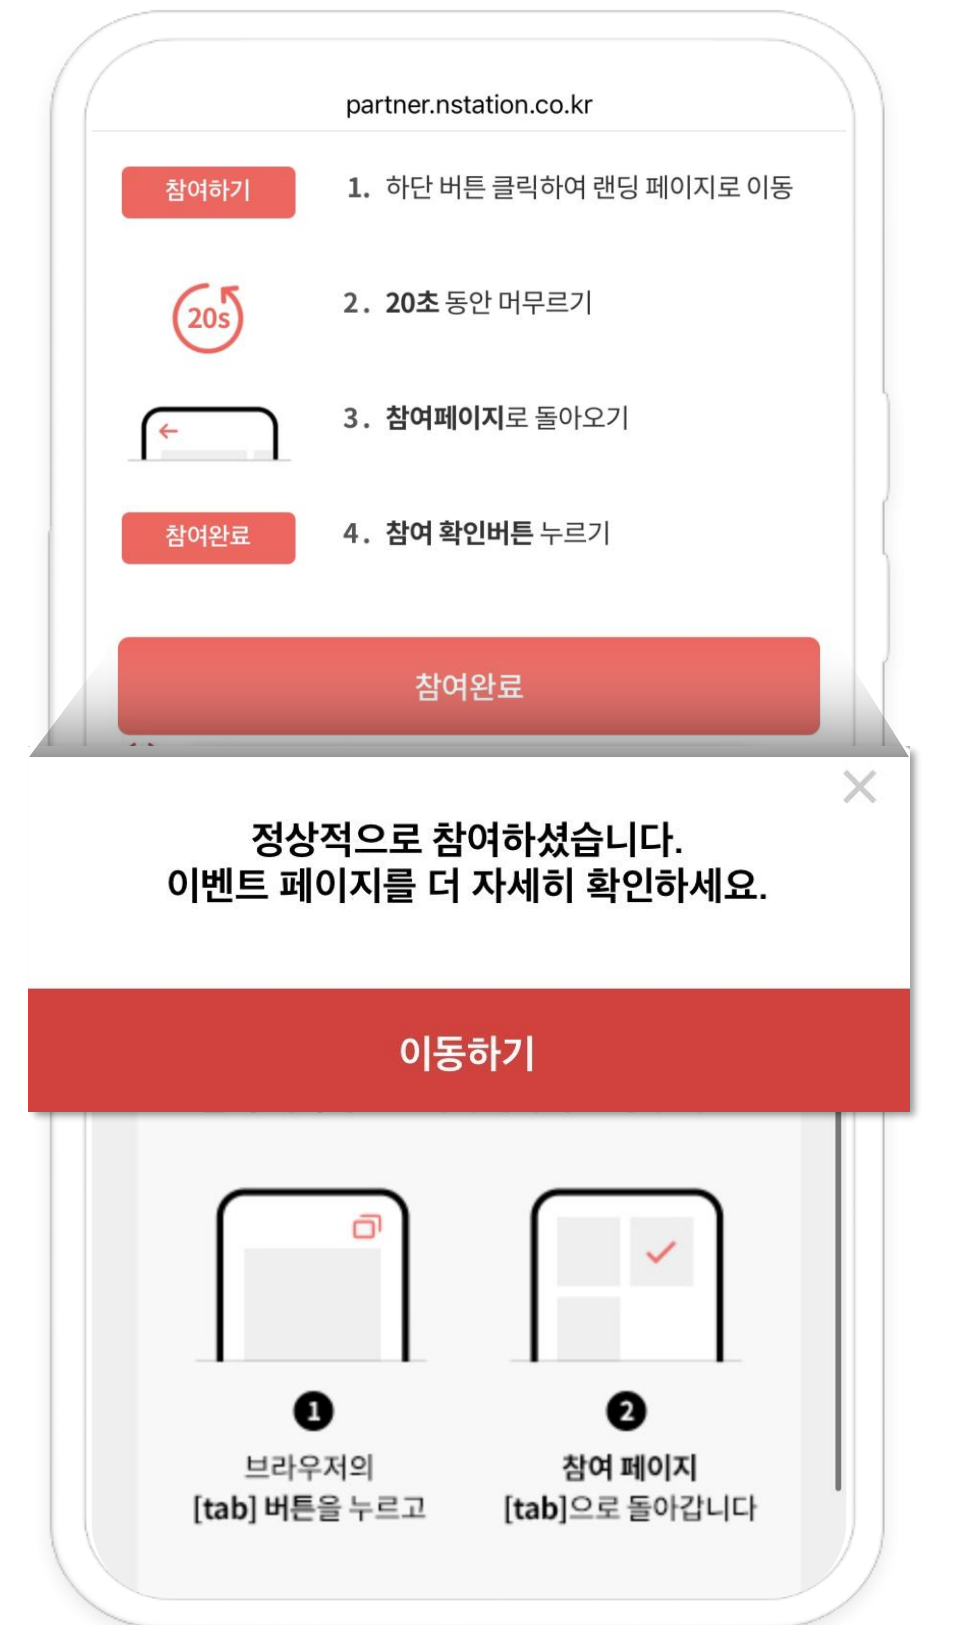 partner.nstation.co.kr
참여하기
1. 하단 버튼 클릭하여 랜딩 페이지로 이동
20s
2. 20초 동안 머무르기
3. 참여페이지로 돌아오기
참여완료
4. 참여 확인버튼 누르기
참여완료
정상적으로 참여하셨습니다.
이벤트 페이지를 더 자세히 확인하세요.
이동하기
1
브라우저의
[tab] 버튼을 누르고
2
참여 페이지
[tab]으로 돌아갑니다